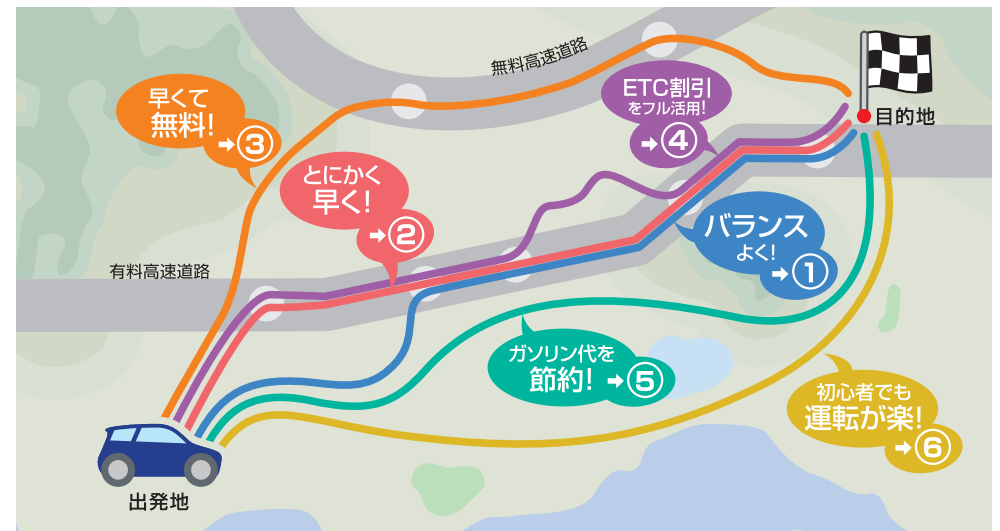 無料高速道路
早くて
無料!
➡③
ETC割引
をフル活用!
➡④
目的地
とにかく
早く!
➡②
バランス
よく!
➡①
有料高速道路
ガソリン代を
節約! ➡⑤
初心者でも
運転が楽!
➡⑥
出発地